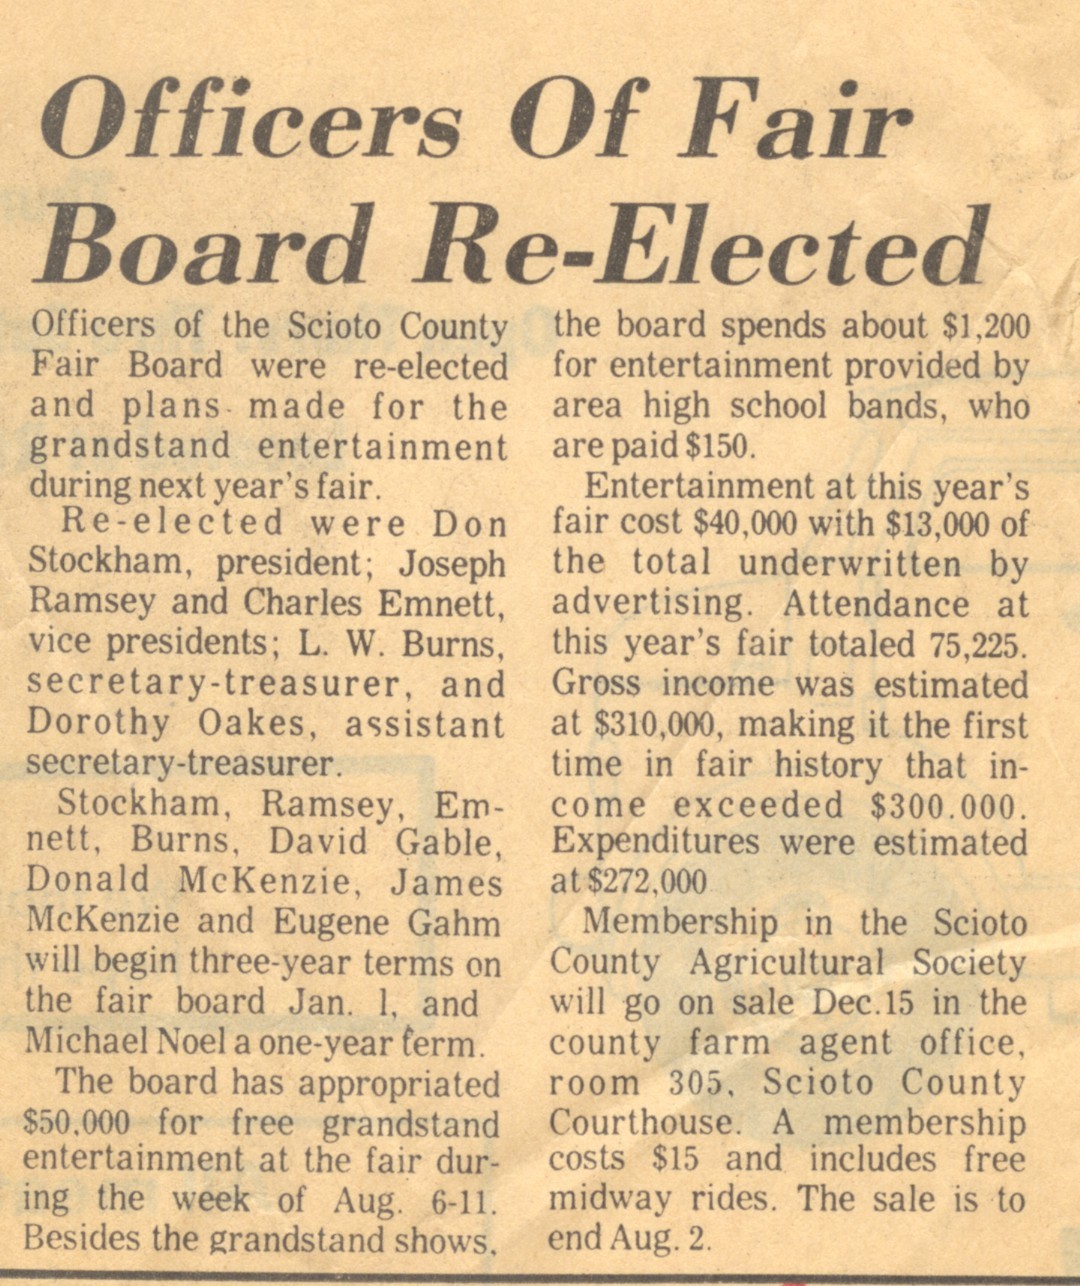 Officers Of Fair
Board Re-Elected
Officers of the Scioto County
Fair Board were re-elected
and plans made for the
grandstand entertainment
during next year's fair.
Re-elected were Don
Stockham, president; Joseph
Ramsey and Charles Emnett,
vice presidents; L. W. Burns,
secretary-treasurer, and
Dorothy Oakes, assistant
secretary-treasurer.
Stockham, Ramsey, Em-
nett, Burns, David Gable,
Donald McKenzie, James
McKenzie and Eugene Gahm
will begin three-year terms on
the fair board Jan. 1, and
Michael Noel a one-year term.
The board has appropriated
$50,000 for free grandstand
entertainment at the fair dur-
ing the week of Aug. 6-11.
Besides the grandstand shows,
the board spends about $1,200
for entertainment provided by
area high school bands, who
are paid $150.
Entertainment at this year's
fair cost $40,000 with $13,000 of
the total underwritten by
advertising. Attendance at
this year's fair totaled 75,225.
Gross income was estimated
at $310,000, making it the first
time in fair history that in-
come exceeded $300.000.
Expenditures were estimated
at $272,000
Membership in the Scioto
County Agricultural Society
will go on sale Dec.15 in the
county farm agent office,
room 305, Scioto County
Courthouse. A membership
costs $15 and includes free
midway rides. The sale is to
end Aug. 2.